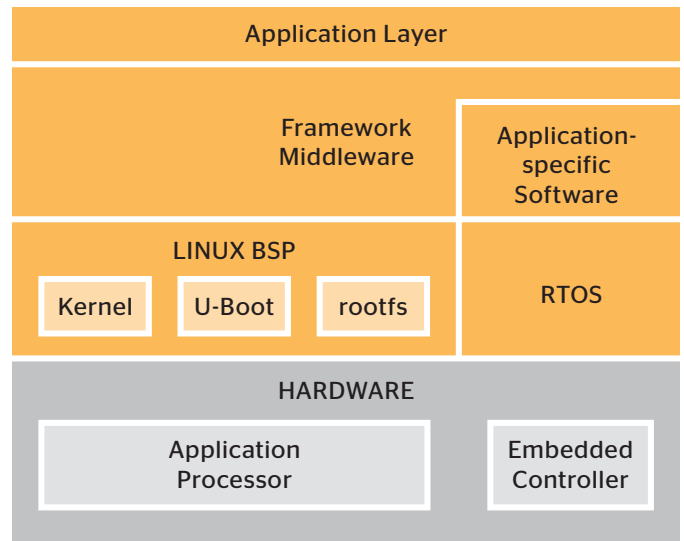 Application Layer
Framework
Middleware
Application-
specific
Software
LINUX BSP
Kernel
U-Boot
rootfs
RTOS
HARDWARE
Application
Processor
Embedded
Controller